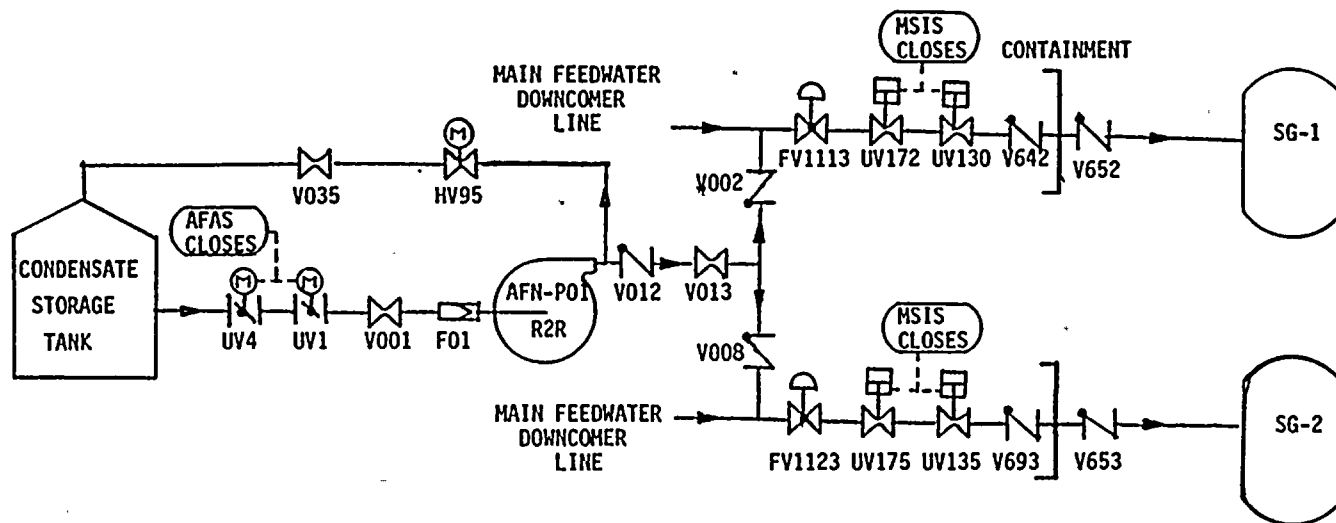 MSIS
CLOSES
CONTAINMENT
MAIN FEEDWATER
DOWNCOMER
LINE
FV1113
UV172
UV130
V642
V652
SG-1
V035
HV95
V002
AFAS
CLOSES
CONDENSATE
STORAGE
TANK
M
M
M
UV4
UV1
V001
F01
AFN-P01
R2R
V012
V013
V008
MSIS
CLOSES
MAIN FEEDWATER
DOWNCOMER
LINE
FV1123
UV175
UV135
V693
V653
SG-2